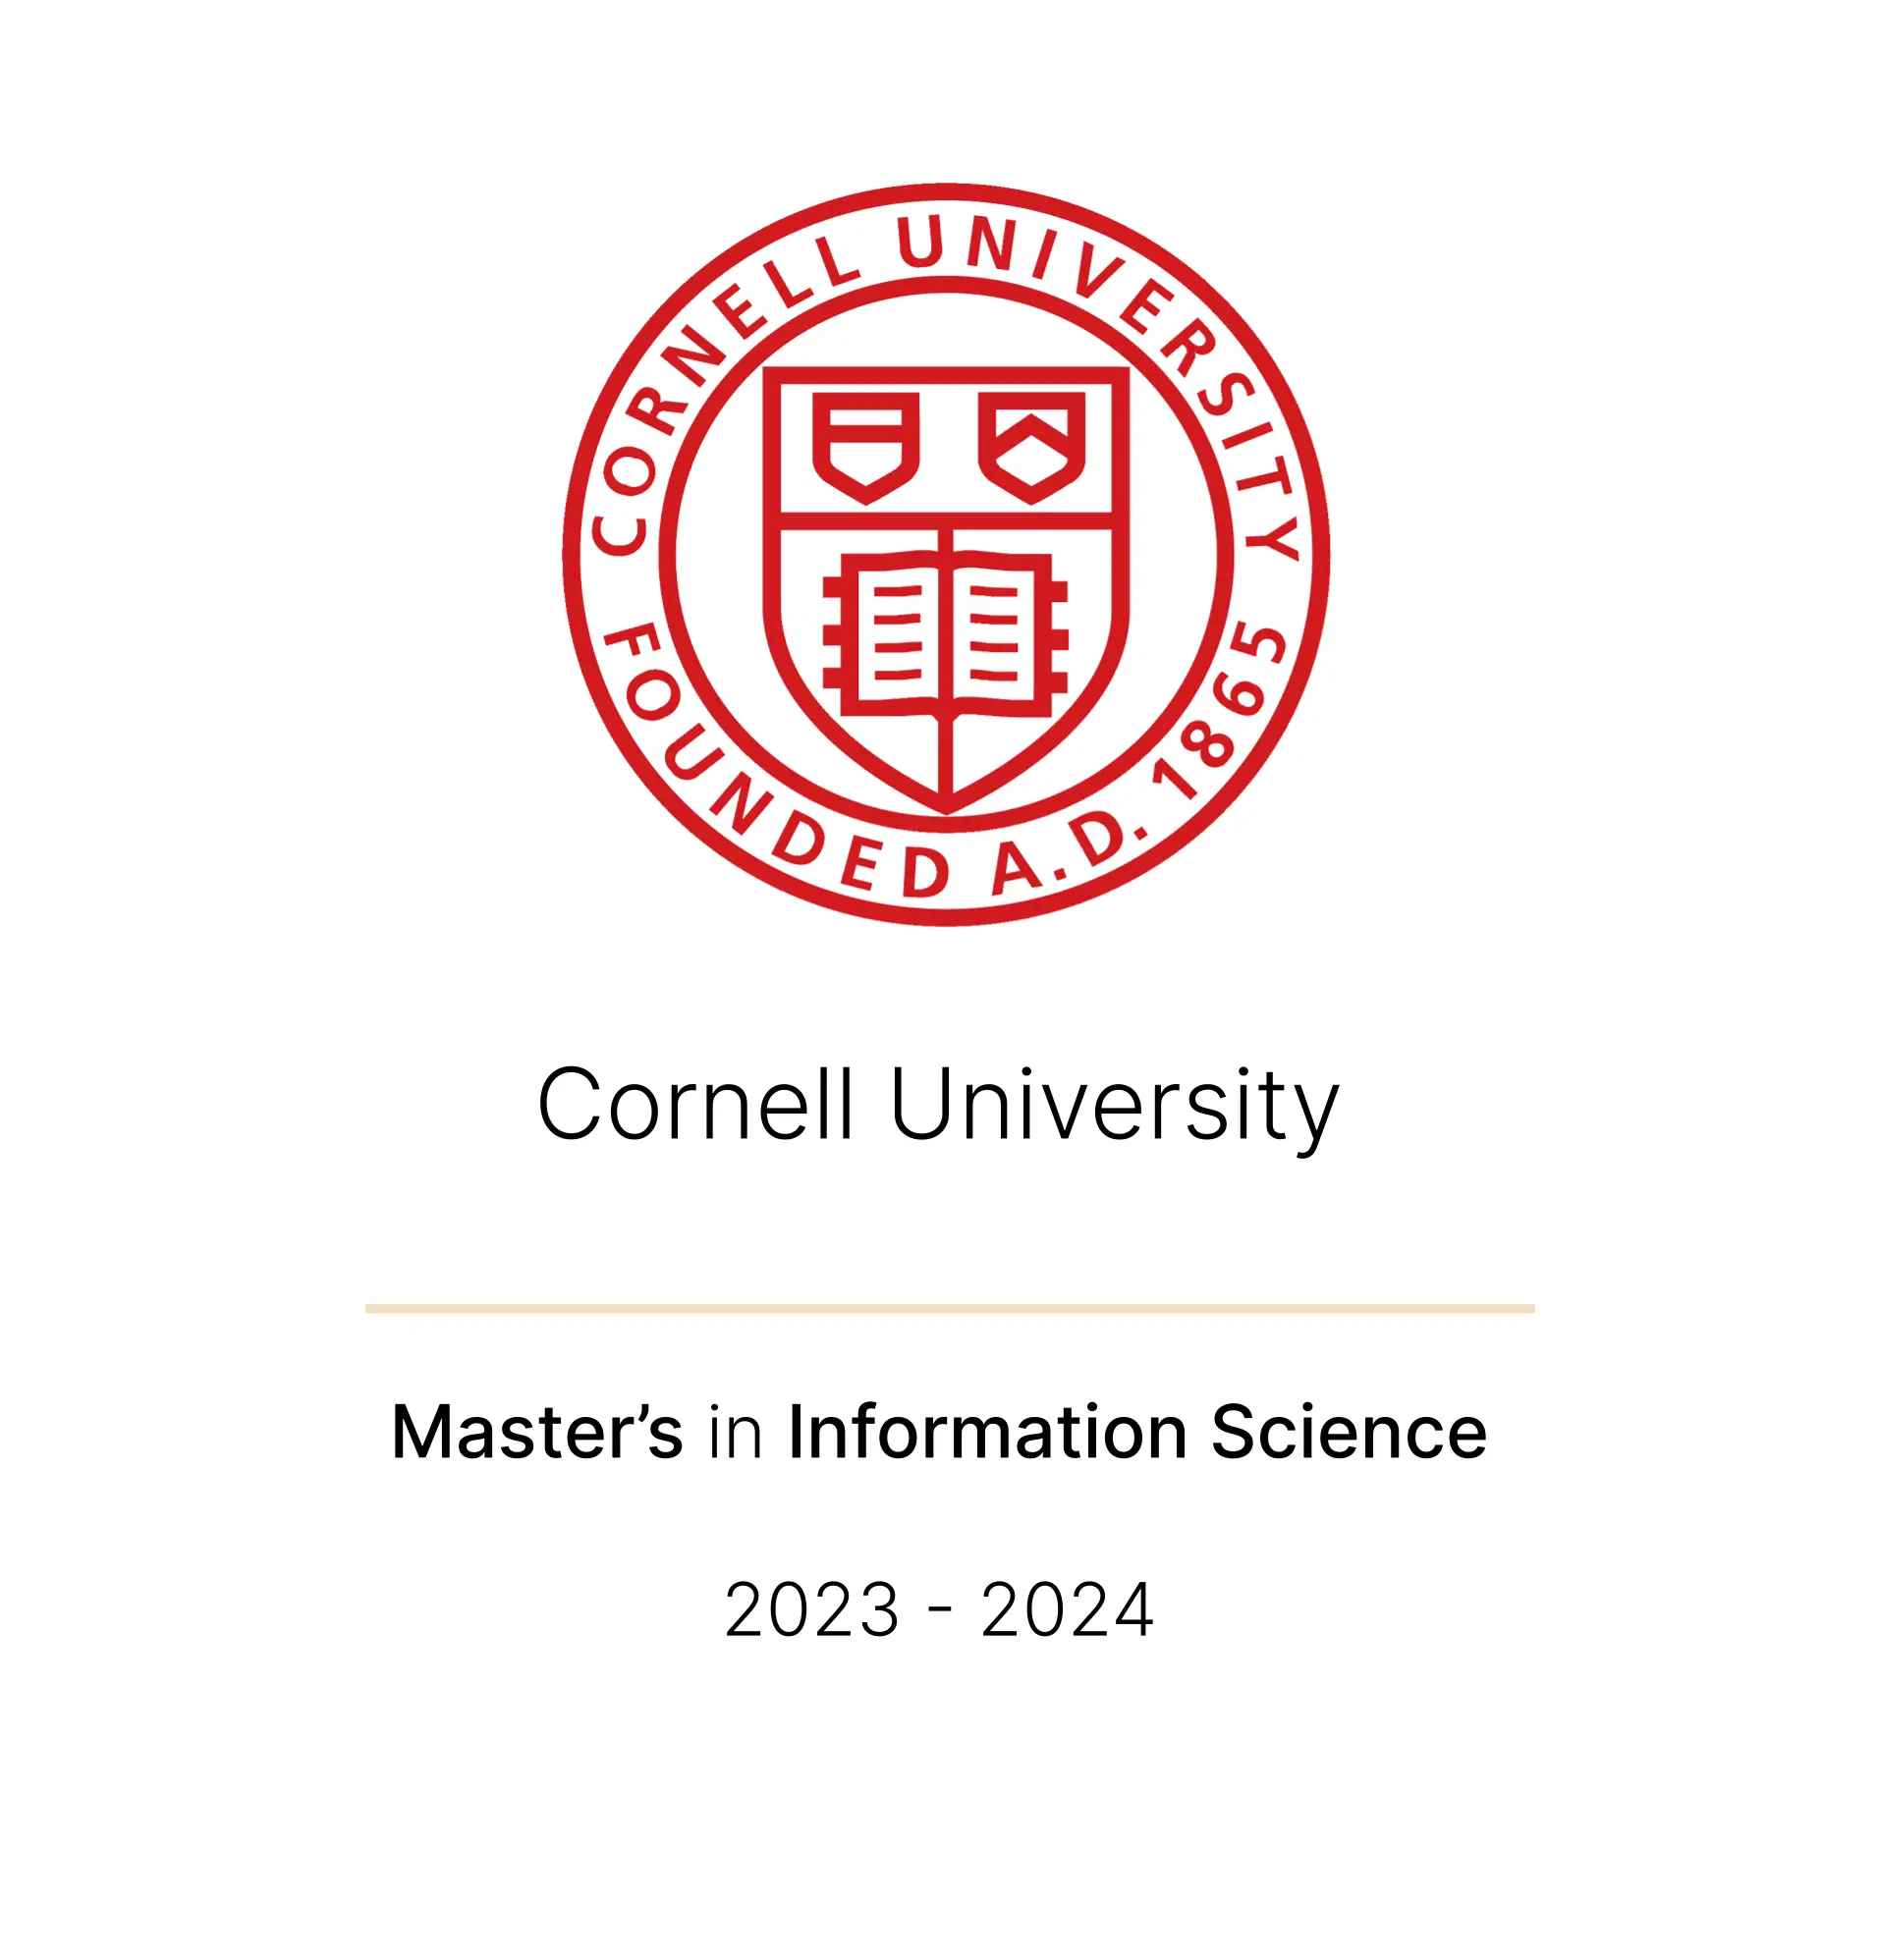 CORNELL UNIVERSITY
FOUNDED A.D. 1865
Cornell University
Master’s in Information Science
2023 - 2024